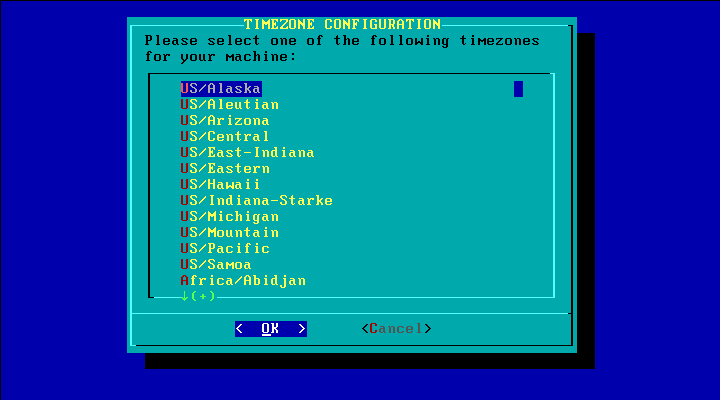 TIMEZONE CONFIGURATION
Please select one of the following timezones
for your machine:
US/Alaska
US/Aleutian
US/Arizona
US/Central
US/East-Indiana
US/Eastern
US/Hawaii
US/Indiana-Starke
US/Michigan
US/Mountain
US/Pacific
US/Samoa
Africa/Abidjan
↓(+)
< OK > <Cancel>